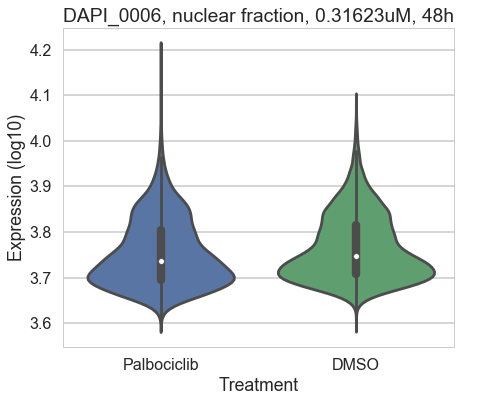 DAPI_0006, nuclear fraction, 0.31623uM, 48h
4.2
4.1
4.0
3.9
3.8
3.7
3.6
Expression (log10)
Palbociclib
DMSO
Treatment